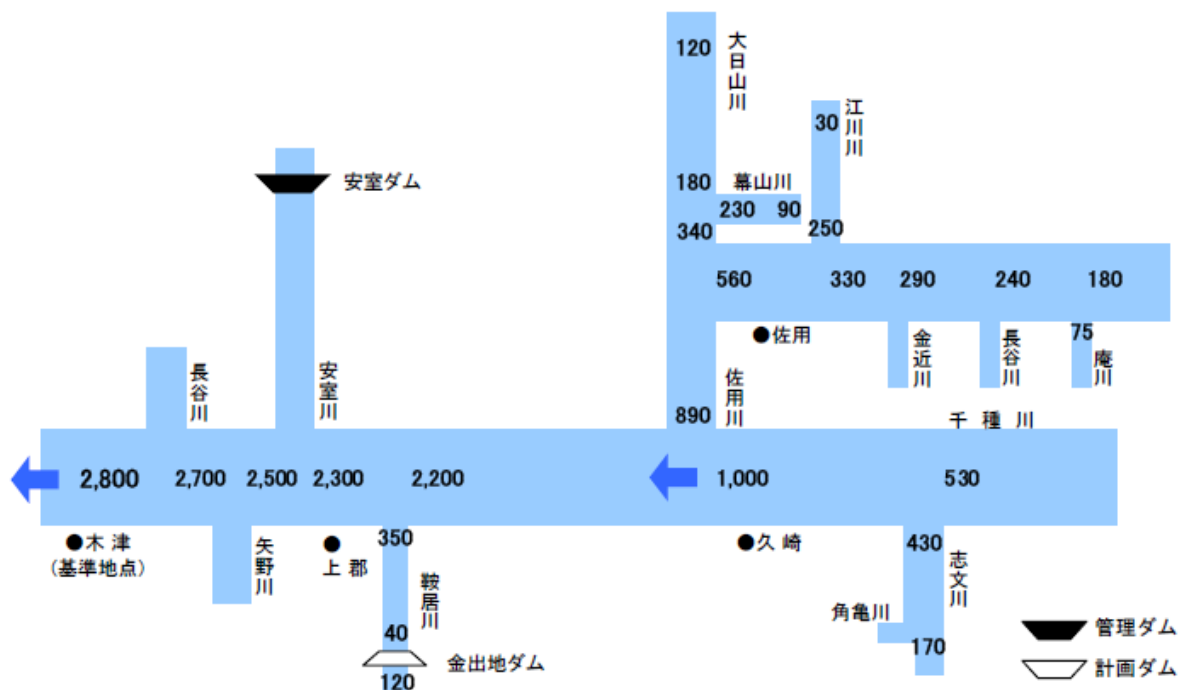 120
大日山川
30
江川川
安室ダム
180
幕山川
230
90
340
250
560
330
290
240
180
●佐用
金近川
長谷川
75
庵川
長谷川
安室川
佐用川
890
千種川
2,800
2,700
2,500
2,300
2,200
1,000
530
●木津
(基準地点)
矢野川
●上郡
350
鞍居川
●久崎
430
志文川
角亀川
40
170
金出地ダム
120
管理ダム
計画ダム